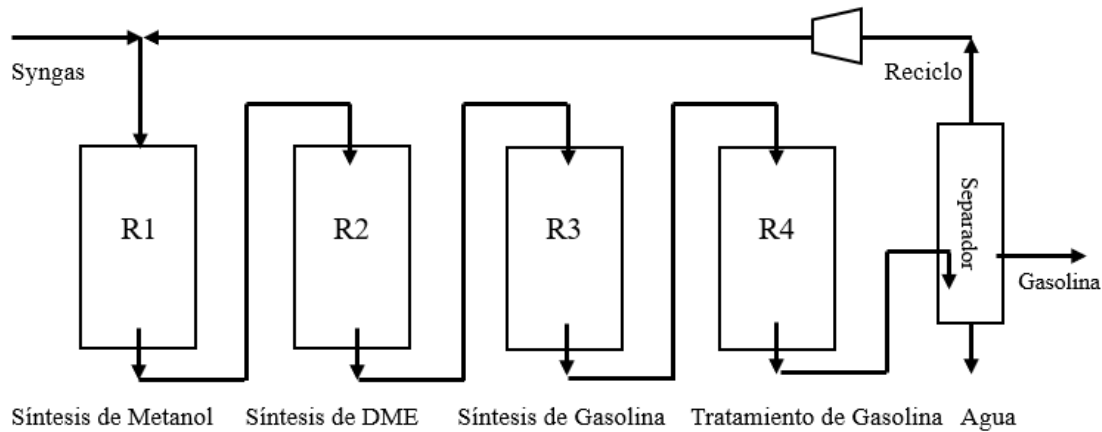 Syngas
Reciclo
R1
R2
R3
R4
Separador
Gasolina
Síntesis de Metanol
Síntesis de DME
Síntesis de Gasolina
Tratamiento de Gasolina
Agua